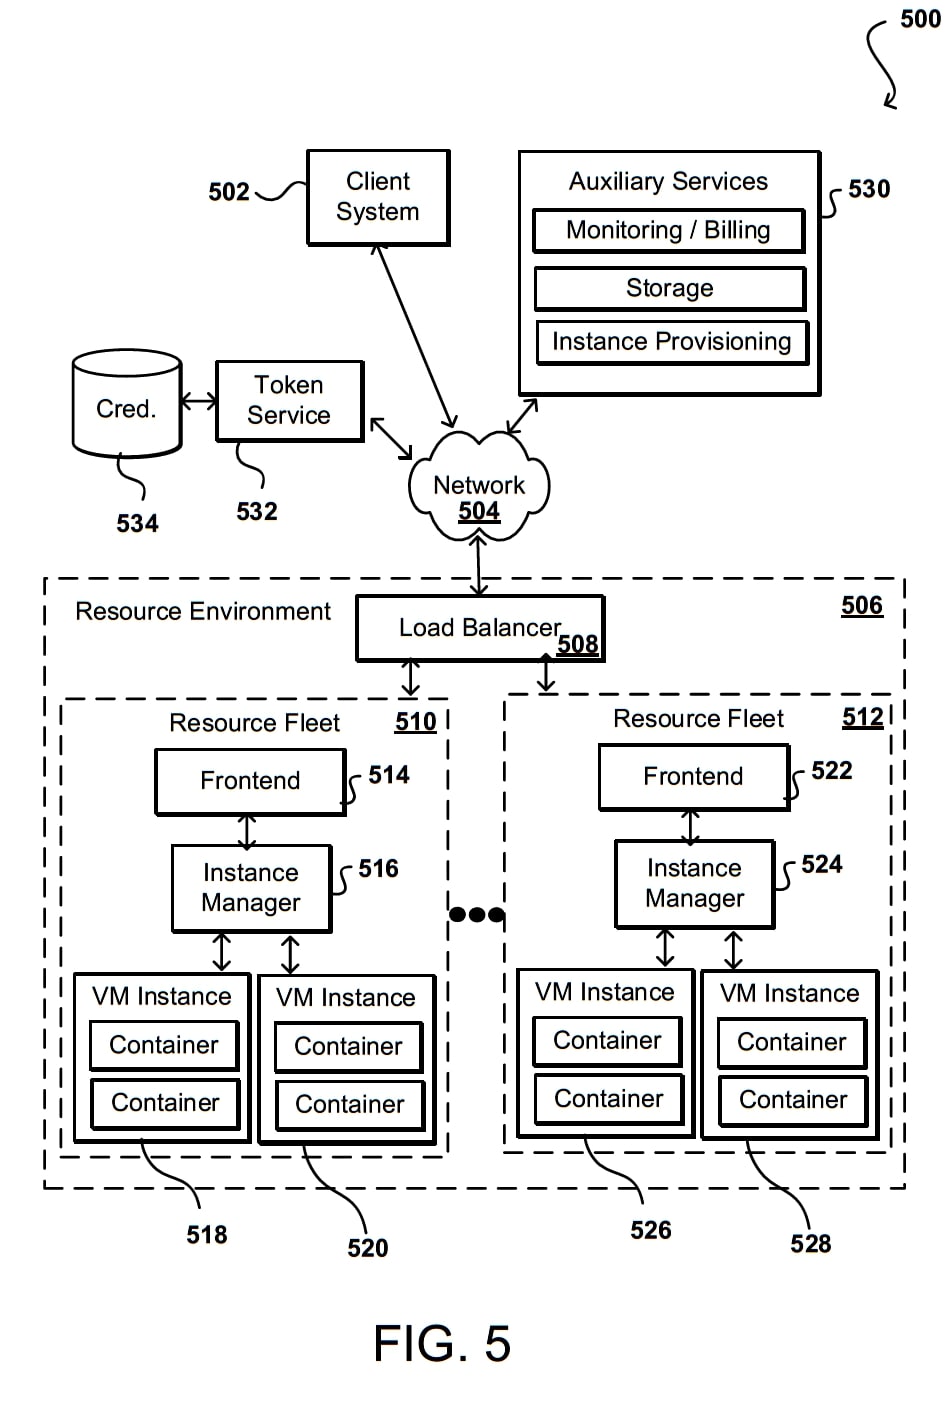 500
Client
System
502
Auxiliary Services
530
Monitoring / Billing
Storage
Instance Provisioning
Cred.
534
Token
Service
532
Network
504
Resource Environment
506
Load Balancer
508
Resource Fleet
510
Frontend
514
Instance
Manager
516
VM Instance
Container
Container
518
VM Instance
Container
Container
520
Resource Fleet
512
Frontend
522
Instance
Manager
524
VM Instance
Container
Container
526
VM Instance
Container
Container
528
FIG. 5